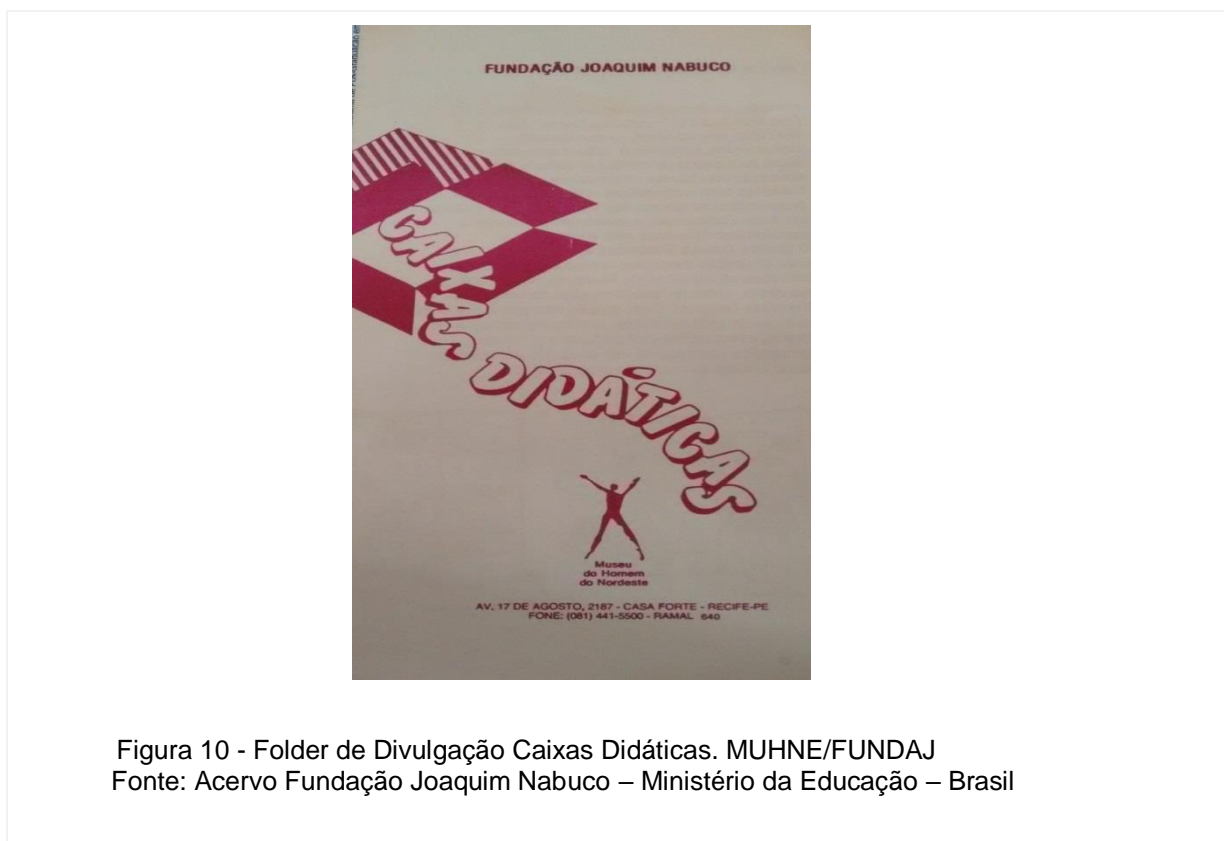 FUNDAÇÃO JOAQUIM NABUCO
CAIXAS DIDÁTICAS
Museu
do Homem
do Nordeste
AV. 17 DE AGOSTO, 2187 - CASA FORTE - RECIFE-PE
FONE: (081) 441-5500 - RAMAL 640
Figura 10 - Folder de Divulgação Caixas Didáticas. MUHNE/FUNDAJ
Fonte: Acervo Fundação Joaquim Nabuco – Ministério da Educação – Brasil